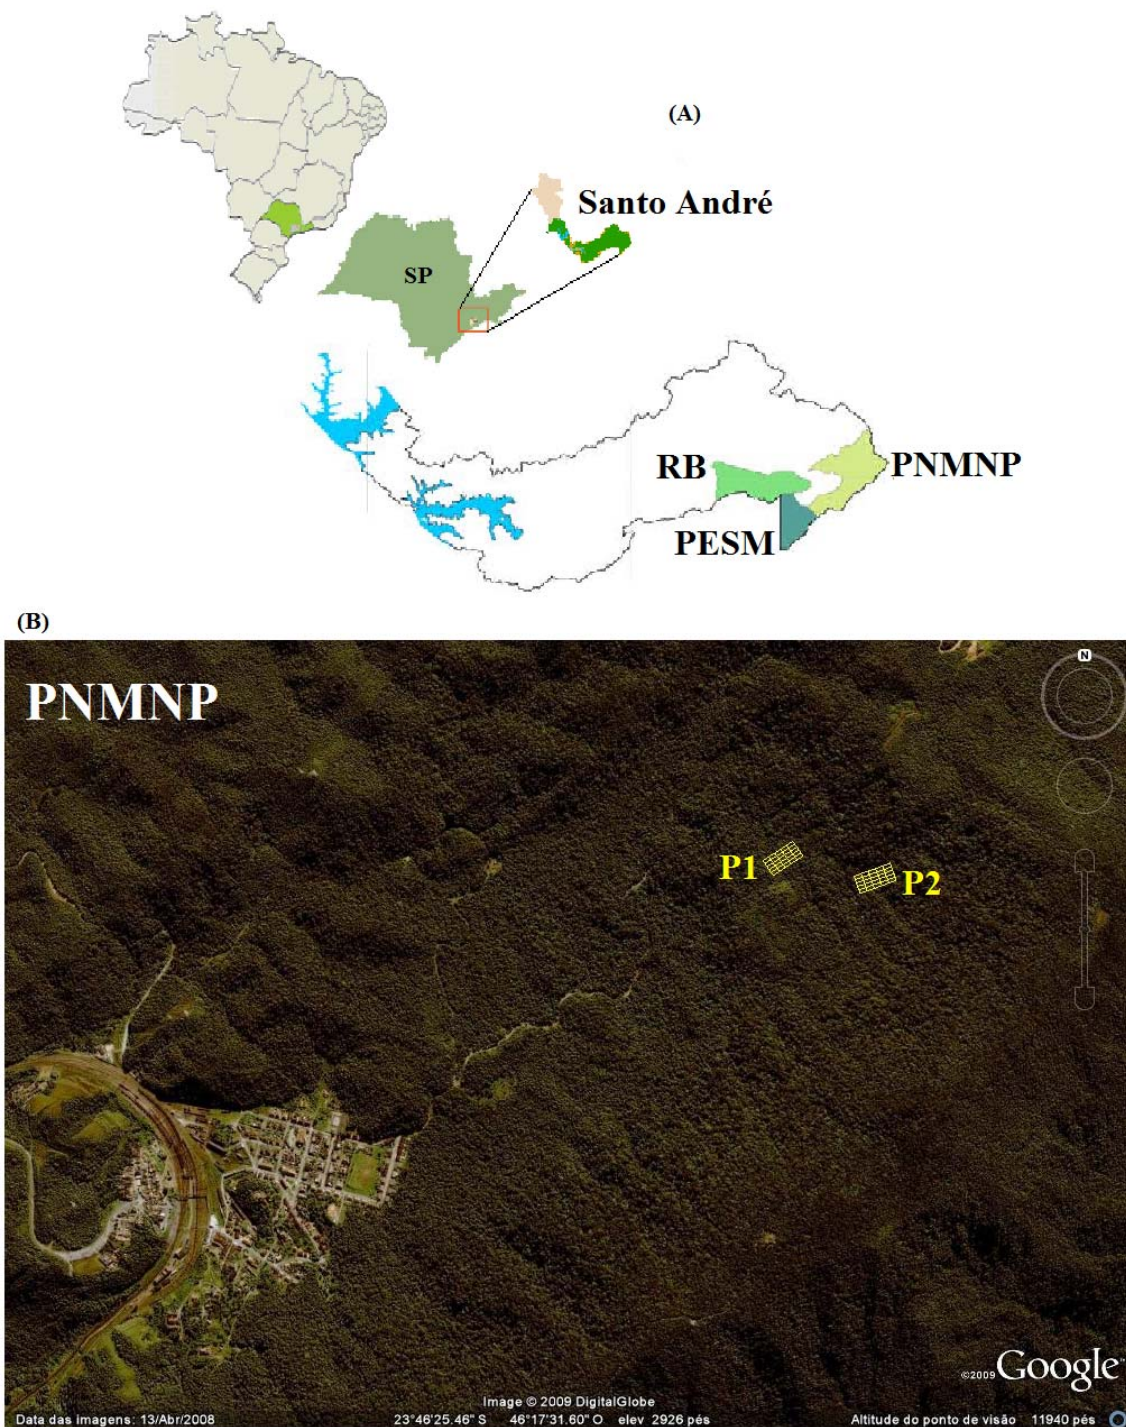 (A)
Santo André
SP
RB
PNMNP
PESM
(B)
PNMNP
N
P1
P2
©2009 Google™
Image © 2009 DigitalGlobe
Data das imagens: 13/Abr/2008
23°46'25.46" S 46°17'31.60" O elev 2926 pés
Altitude do ponto de visão 11940 pés